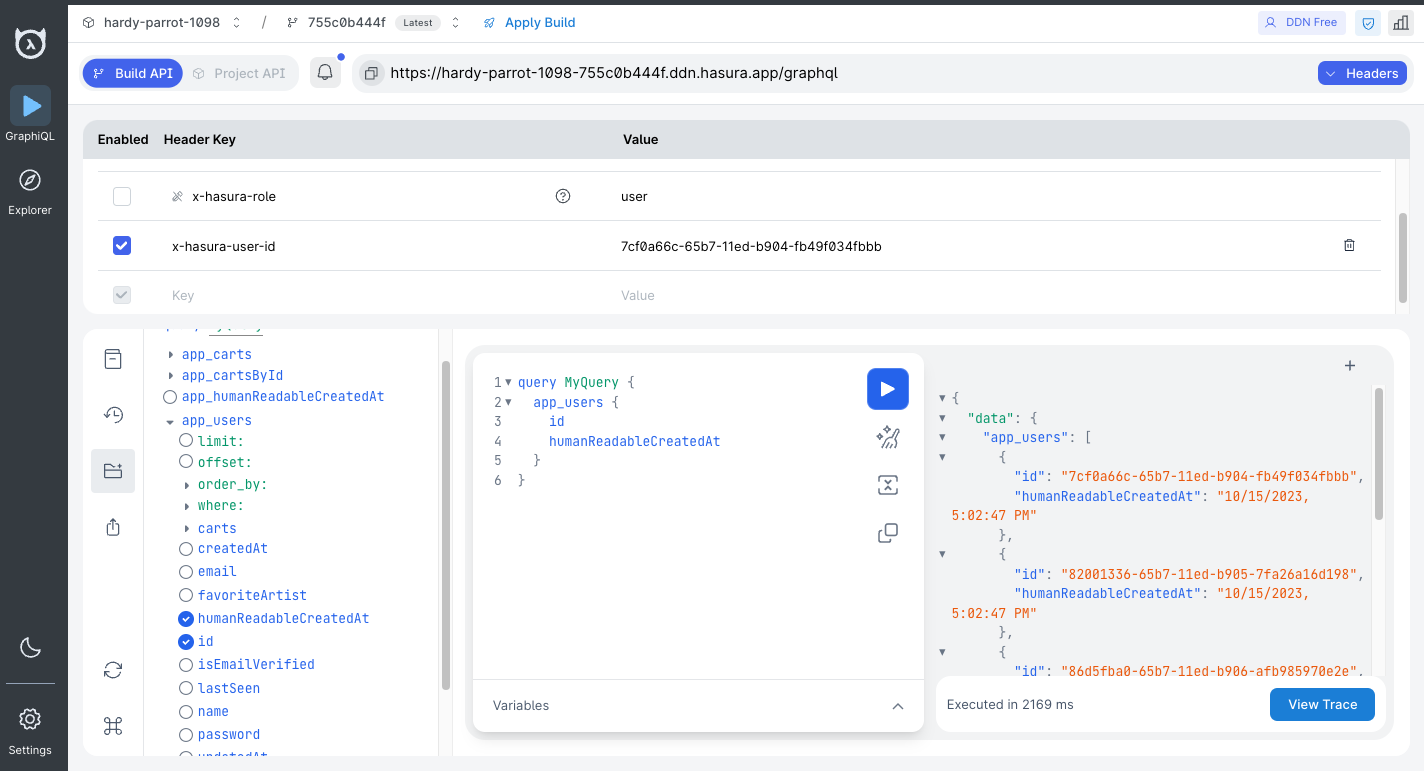 hardy-parrot-1098 / 755c0b444f Latest Apply Build DDN Free
Build API Project API https://hardy-parrot-1098-755c0b444f.ddn.hasura.app/graphql Headers
GraphiQL
Explorer
Settings
Enabled Header Key Value
x-hasura-role user
x-hasura-user-id 7cf0a66c-65b7-11ed-b904-fb49f034fbbb
Key Value
app_carts
app_cartsById
app_humanReadableCreatedAt
app_users
limit:
offset:
order_by:
where:
carts
createdAt
email
favoriteArtist
humanReadableCreatedAt
id
isEmailVerified
lastSeen
name
password
updatedAt
1 query MyQuery {
2 app_users {
3 id
4 humanReadableCreatedAt
5 }
6 }
Variables
{
"data": {
"app_users": [
{
"id": "7cf0a66c-65b7-11ed-b904-fb49f034fbbb",
"humanReadableCreatedAt": "10/15/2023,
5:02:47 PM"
},
{
"id": "82001336-65b7-11ed-b905-7fa26a16d198",
"humanReadableCreatedAt": "10/15/2023,
5:02:47 PM"
},
{
"id": "86d5fba0-65b7-11ed-b906-afb985970e2e",
Executed in 2169 ms View Trace